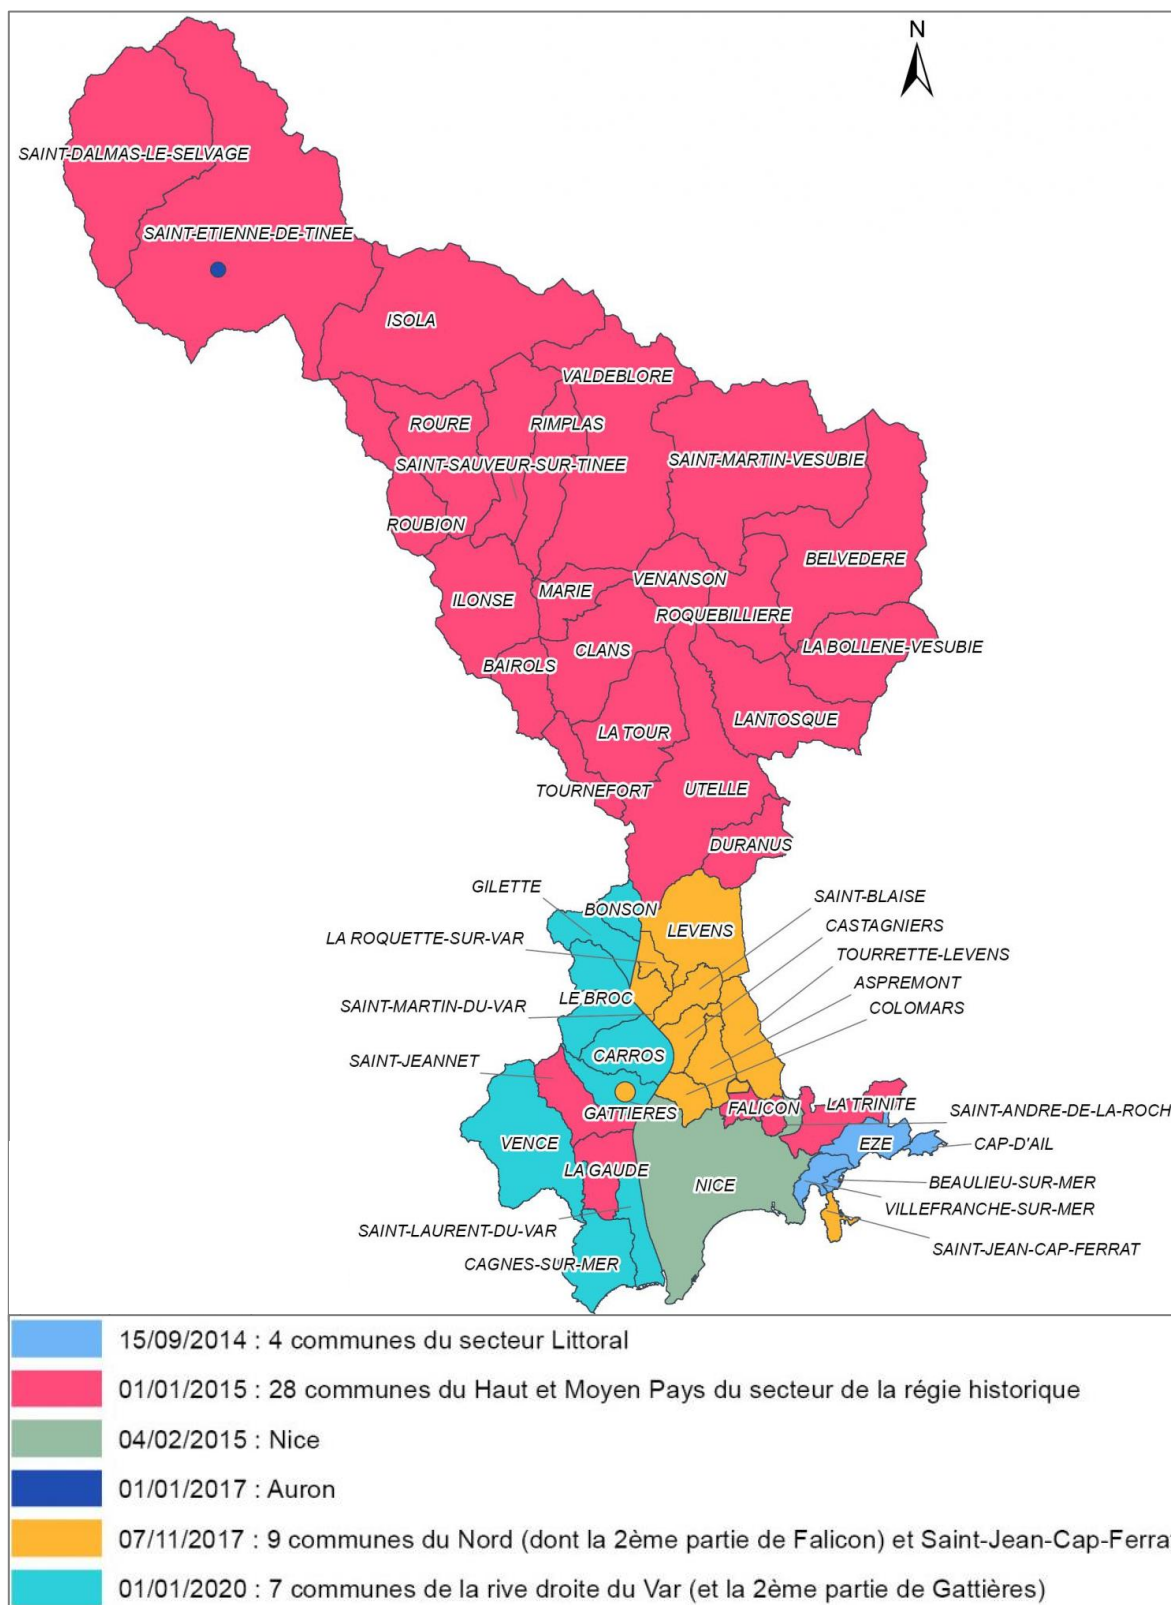 N
SAINT-DALMAS-LE-SELVAGE
SAINT-ETIENNE-DE-TINEE
ISOLA
VALDEBLORE
ROURE
RIMPLAS
SAINT-SAUVEUR-SUR-TINEE
SAINT-MARTIN-VESUBIE
ROUBION
BELVEDERE
VENANSON
MARIE
ILONSE
ROQUEBILLIERE
CLANS
LA BOLLENE-VESUBIE
BAIROLS
LANTOSQUE
LA TOUR
TOURNEFORT
UTELLE
DURANUS
GILETTE
SAINT-BLAISE
BONSON
CASTAGNIERS
LEVENS
LA ROQUETTE-SUR-VAR
TOURRETTE-LEVENS
ASPREMONT
LE BROC
SAINT-MARTIN-DU-VAR
COLOMARS
CARROS
SAINT-JEANNET
GATTIERES
FALICON
LA TRINITE
SAINT-ANDRE-DE-LA-ROCH
VENCE
EZE
CAP-D'AIL
LA GAUDE
NICE
BEAULIEU-SUR-MER
VILLEFRANCHE-SUR-MER
SAINT-LAURENT-DU-VAR
SAINT-JEAN-CAP-FERRAT
CAGNES-SUR-MER
15/09/2014 : 4 communes du secteur Littoral
01/01/2015 : 28 communes du Haut et Moyen Pays du secteur de la régie historique
04/02/2015 : Nice
01/01/2017 : Auron
07/11/2017 : 9 communes du Nord (dont la 2ème partie de Falicon) et Saint-Jean-Cap-Ferrat
01/01/2020 : 7 communes de la rive droite du Var (et la 2ème partie de Gattières)